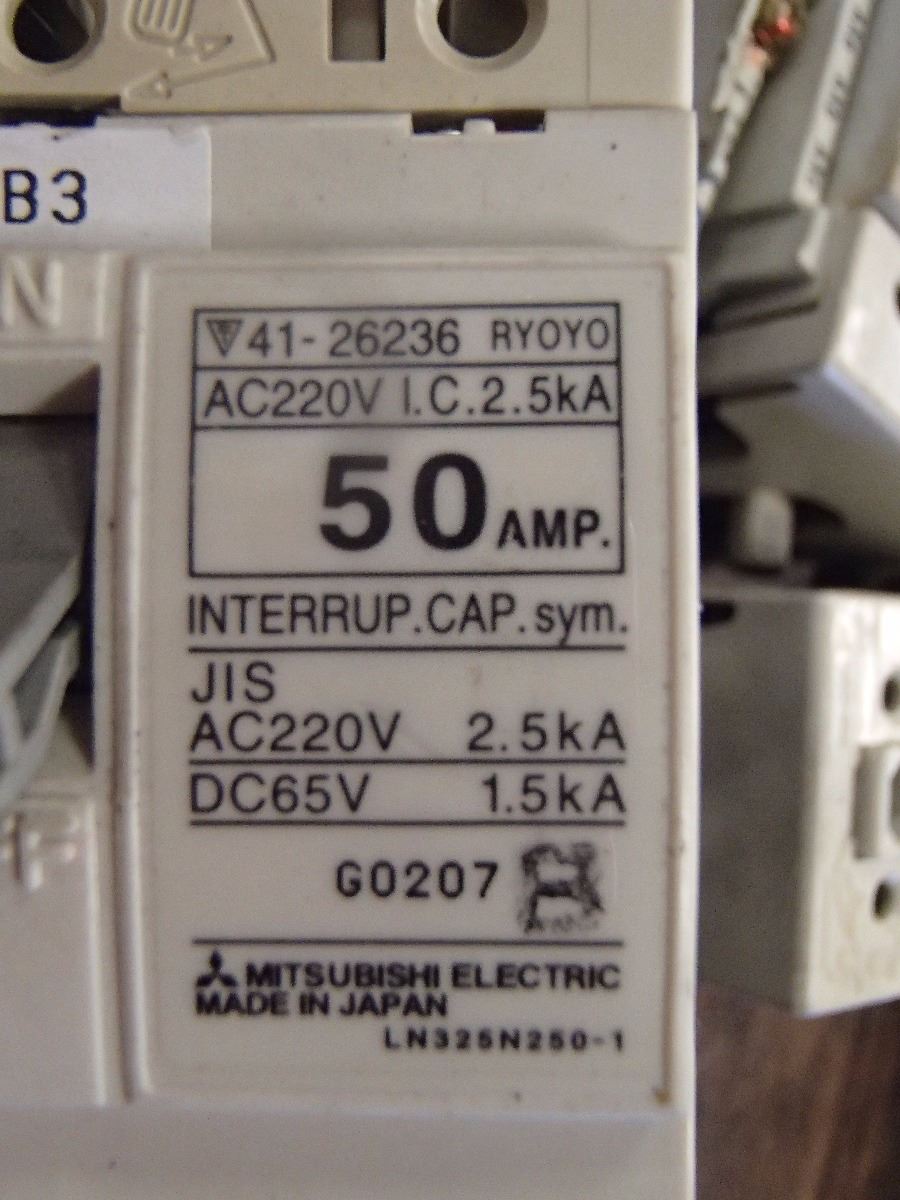 B3
N
41-26236 RYOYO
AC220V I.C.2.5kA
50 AMP.
INTERRUP.CAP.sym.
JIS
AC220V 2.5kA
DC65V 1.5kA
G0207
MITSUBISHI ELECTRIC
MADE IN JAPAN
LN325N250-1